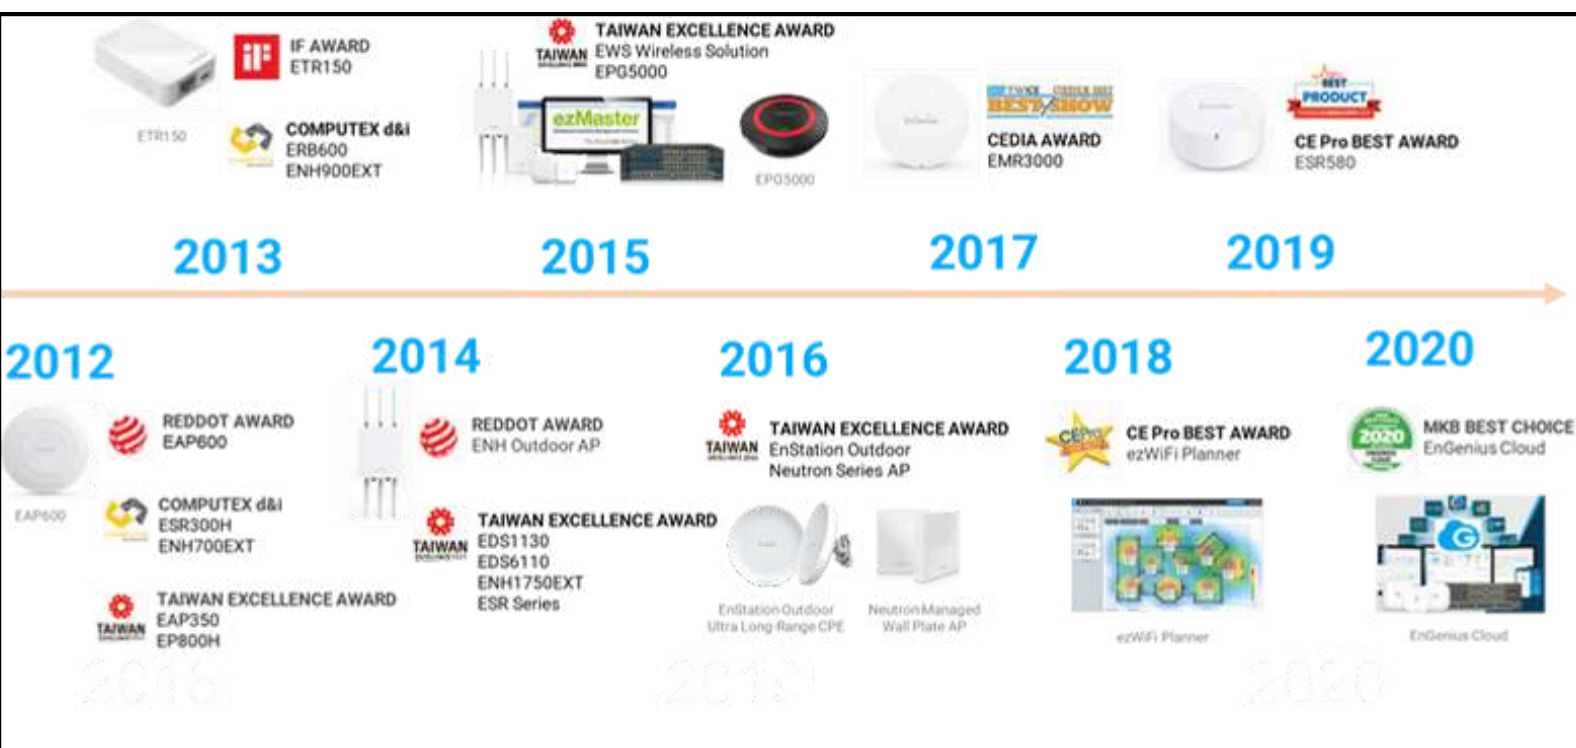 IF AWARD
ETR150
ETR150
COMPUTEX d&i
ERB600
ENH900EXT
2013
TAIWAN EXCELLENCE AWARD
TAIWAN
EWS Wireless Solution
EPG5000
ezMaster
EPG5000
2015
BEST/SHOW
CEDIA AWARD
EMR3000
2017
BEST
PRODUCT
CE Pro BEST AWARD
ESR580
2019
2012
REDDOT AWARD
EAP600
EAP600
COMPUTEX d&i
ESR300H
ENH700EXT
TAIWAN EXCELLENCE AWARD
TAIWAN
EAP350
EP800H
2014
REDDOT AWARD
ENH Outdoor AP
TAIWAN EXCELLENCE AWARD
TAIWAN
EDS1130
EDS6110
ENH1750EXT
ESR Series
2016
TAIWAN EXCELLENCE AWARD
TAIWAN
EnStation Outdoor
Neutron Series AP
EnStation Outdoor
Ultra Long-Range CPE
Neutron Managed
Wall Plate AP
2018
CEPro
CE Pro BEST AWARD
ezWiFi Planner
ezWiFi Planner
2020
2020
MKB BEST CHOICE
EnGenius Cloud
EnGenius Cloud
2020